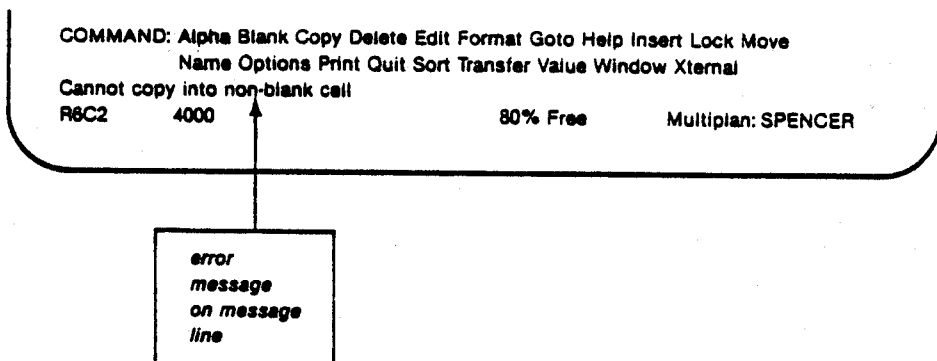 COMMAND: Alpha Blank Copy Delete Edit Format Goto Help Insert Lock Move
Name Options Print Quit Sort Transfer Value Window Xternal
Cannot copy into non-blank cell
R6C2 4000 80% Free Multiplan: SPENCER
error
message
on message
line